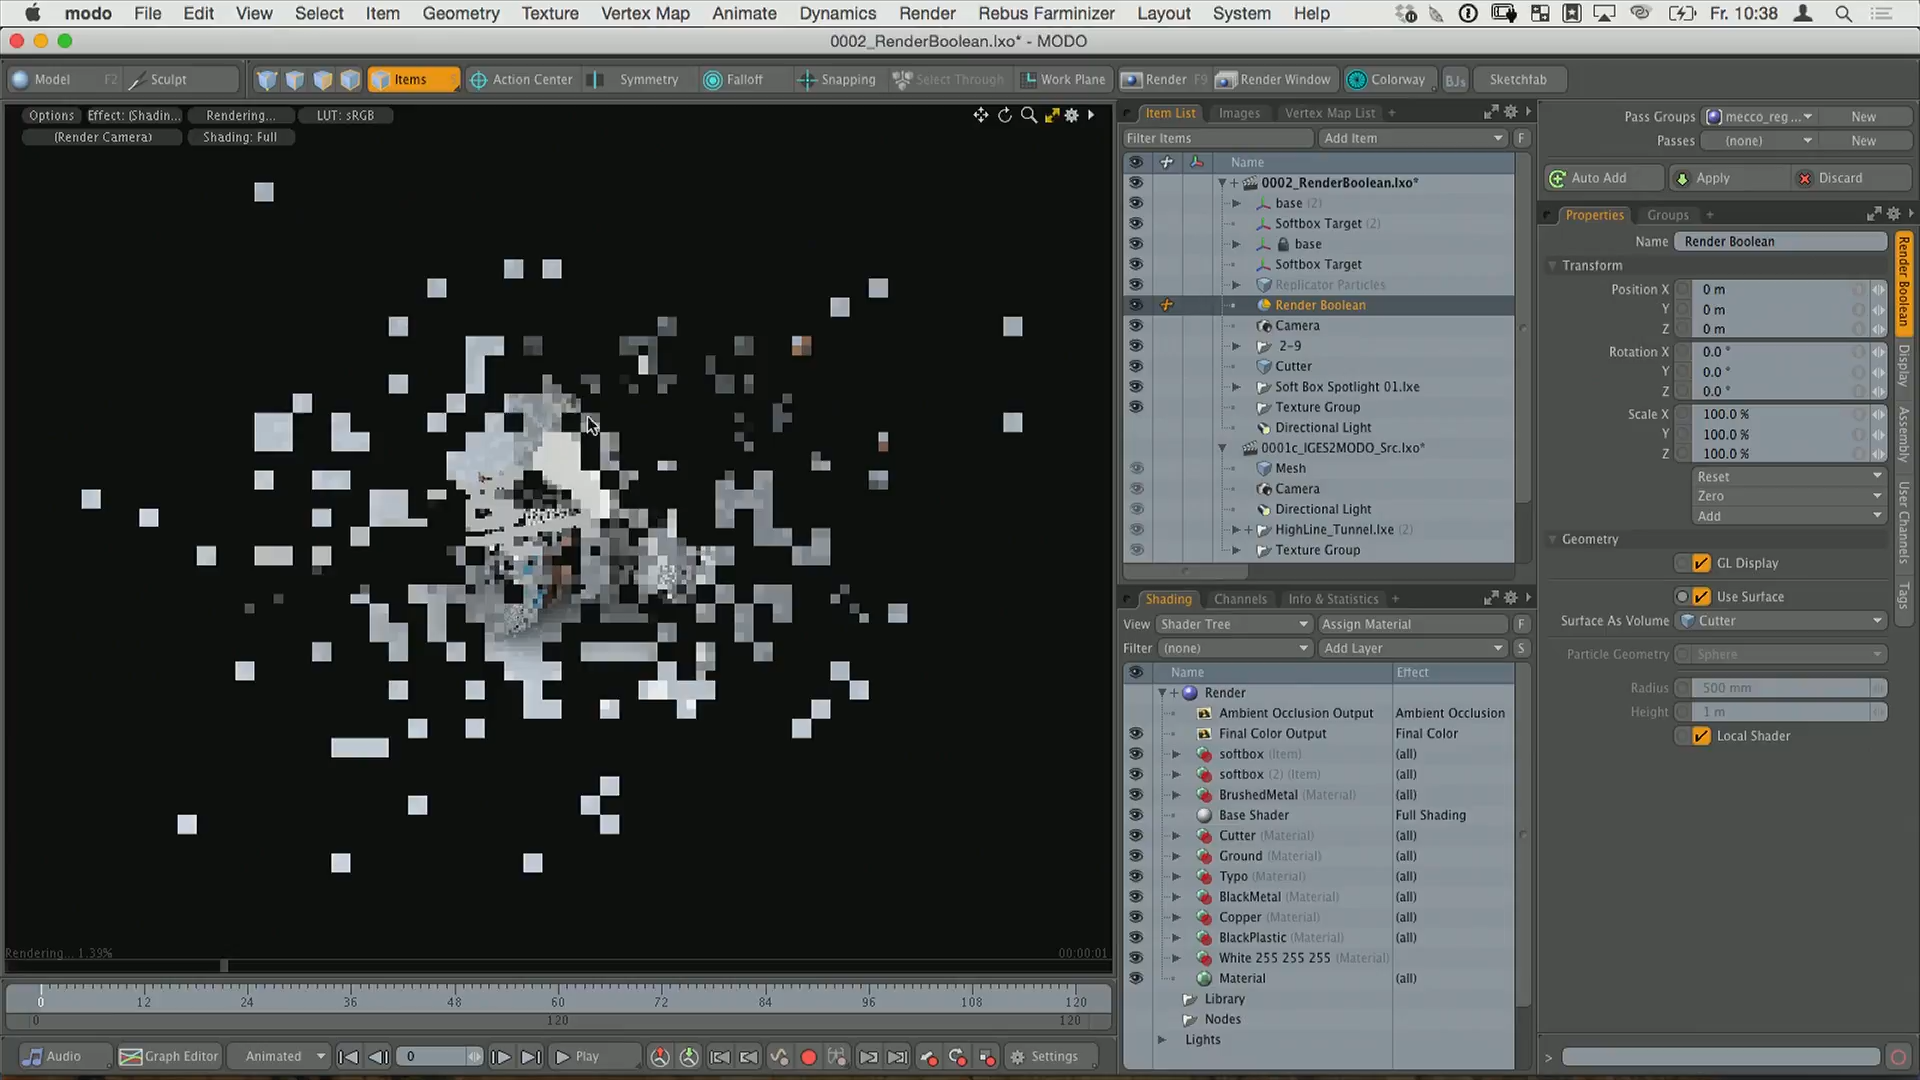 modo File Edit View Select Item Geometry Texture Vertex Map Animate Dynamics Render Rebus Farminizer Layout System Help Fr. 10:38
0002_RenderBoolean.lxo* - MODO
Model F2 Sculpt Items Action Center Symmetry Falloff Snapping Select Through Work Plane Render F9 Render Window Colorway BJs Sketchfab
Options Effect: (Shadin... Rendering... LUT: sRGB
(Render Camera) Shading: Full
Rendering... 1.39% 00:00:01
0 12 24 36 48 60 72 84 96 108 120
0 120 120
Audio Graph Editor Animated 0 Play Settings
Item List Images Vertex Map List +
Filter Items Add Item F
Name
0002_RenderBoolean.lxo*
base (2)
Softbox Target (2)
base
Softbox Target
Replicator Particles
Render Boolean
Camera
2-9
Cutter
Soft Box Spotlight 01.lxe
Texture Group
Directional Light
0001c_IGES2MODO_Src.lxo*
Mesh
Camera
Directional Light
HighLine_Tunnel.lxe (2)
Texture Group
Shading Channels Info & Statistics +
View Shader Tree Assign Material F
Filter (none) Add Layer S
Name Effect
Render
Ambient Occlusion Output Ambient Occlusion
Final Color Output Final Color
softbox (Item) (all)
softbox (2) (Item) (all)
BrushedMetal (Material) (all)
Base Shader Full Shading
Cutter (Material) (all)
Ground (Material) (all)
Typo (Material) (all)
BlackMetal (Material) (all)
Copper (Material) (all)
BlackPlastic (Material) (all)
White 255 255 255 (Material)
Material (all)
Library
Nodes
Lights
Pass Groups mecco_reg ... New
Passes (none) New
Auto Add Apply Discard
Properties Groups +
Name Render Boolean
Transform
Position X 0 m
Y 0 m
Z 0 m
Rotation X 0.0 °
Y 0.0 °
Z 0.0 °
Scale X 100.0 %
Y 100.0 %
Z 100.0 %
Reset
Zero
Add
Geometry
GL Display
Use Surface
Surface As Volume Cutter
Particle Geometry Sphere
Radius 500 mm
Height 1 m
Local Shader
Render Boolean
Display
Assembly
User Channels
Tags
>